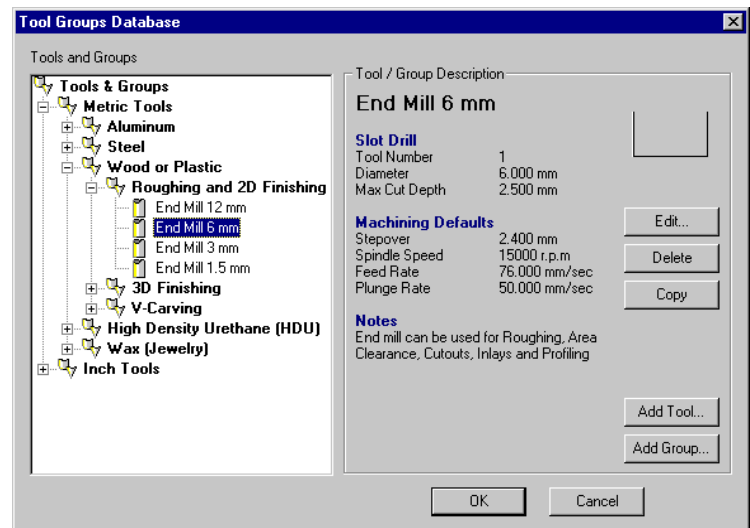 Tool Groups Database
Tools and Groups
Tools & Groups
Metric Tools
Aluminum
Steel
Wood or Plastic
Roughing and 2D Finishing
End Mill 12 mm
End Mill 6 mm
End Mill 3 mm
End Mill 1.5 mm
3D Finishing
V-Carving
High Density Urethane (HDU)
Wax (Jewelry)
Inch Tools
Tool / Group Description
End Mill 6 mm
Slot Drill
Tool Number 1
Diameter 6.000 mm
Max Cut Depth 2.500 mm
Machining Defaults
Stepover 2.400 mm
Spindle Speed 15000 r.p.m
Feed Rate 76.000 mm/sec
Plunge Rate 50.000 mm/sec
Notes
End mill can be used for Roughing, Area
Clearance, Cutouts, Inlays and Profiling
Edit...
Delete
Copy
Add Tool...
Add Group...
OK
Cancel